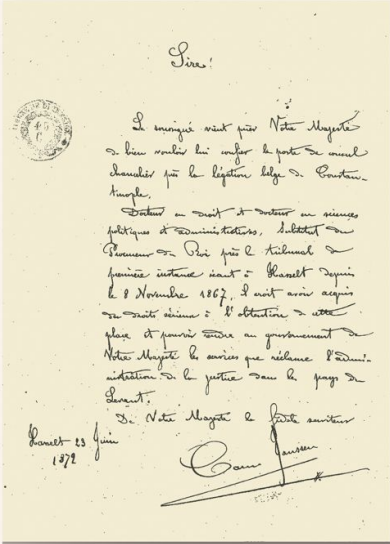 Sire!
45
C
Le soussigné vient prier Votre Majesté
de bien vouloir lui confier le poste de consul
chancelier près la légation belge de Constan-
tinople.
Docteur en droit et docteur en sciences
politiques et administratives, Substitut du
Procureur du Roi près le tribunal de
première instance séant à Hasselt depuis
le 8 Novembre 1867, il croit avoir acquis
des droits sérieux à l'obtention de cette
place et pouvoir rendre au gouvernement de
Votre Majesté les services que réclame l'admi-
nistration de la justice dans les pays du
Levant.
De Votre Majesté le fidèle serviteur
Hasselt 23 Juin
1872
Janssen